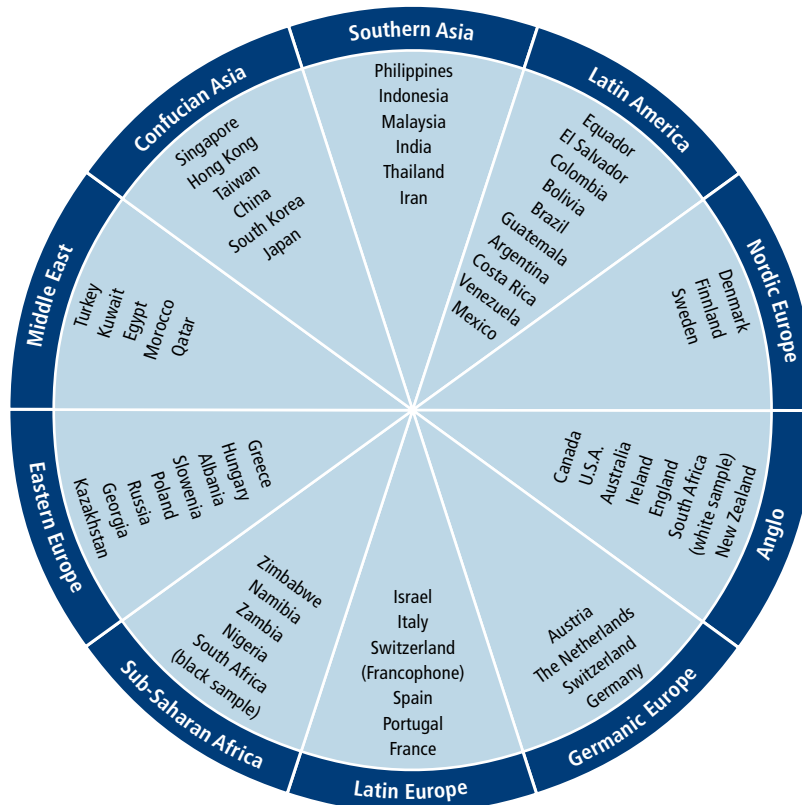 Southern Asia
Philippines
Indonesia
Malaysia
India
Thailand
Iran
Latin America
Equador
El Salvador
Colombia
Bolivia
Brazil
Guatemala
Argentina
Costa Rica
Venezuela
Mexico
Nordic Europe
Denmark
Finnland
Sweden
Anglo
Canada
U.S.A.
Australia
Ireland
England
South Africa
(white sample)
New Zealand
Germanic Europe
Austria
The Netherlands
Switzerland
Germany
Latin Europe
Israel
Italy
Switzerland
(Francophone)
Spain
Portugal
France
Sub-Saharan Africa
Zimbabwe
Namibia
Zambia
Nigeria
South Africa
(black sample)
Eastern Europe
Greece
Hungary
Albania
Slowenia
Poland
Russia
Georgia
Kazakhstan
Middle East
Turkey
Kuwait
Egypt
Morocco
Qatar
Confucian Asia
Singapore
Hong Kong
Taiwan
China
South Korea
Japan